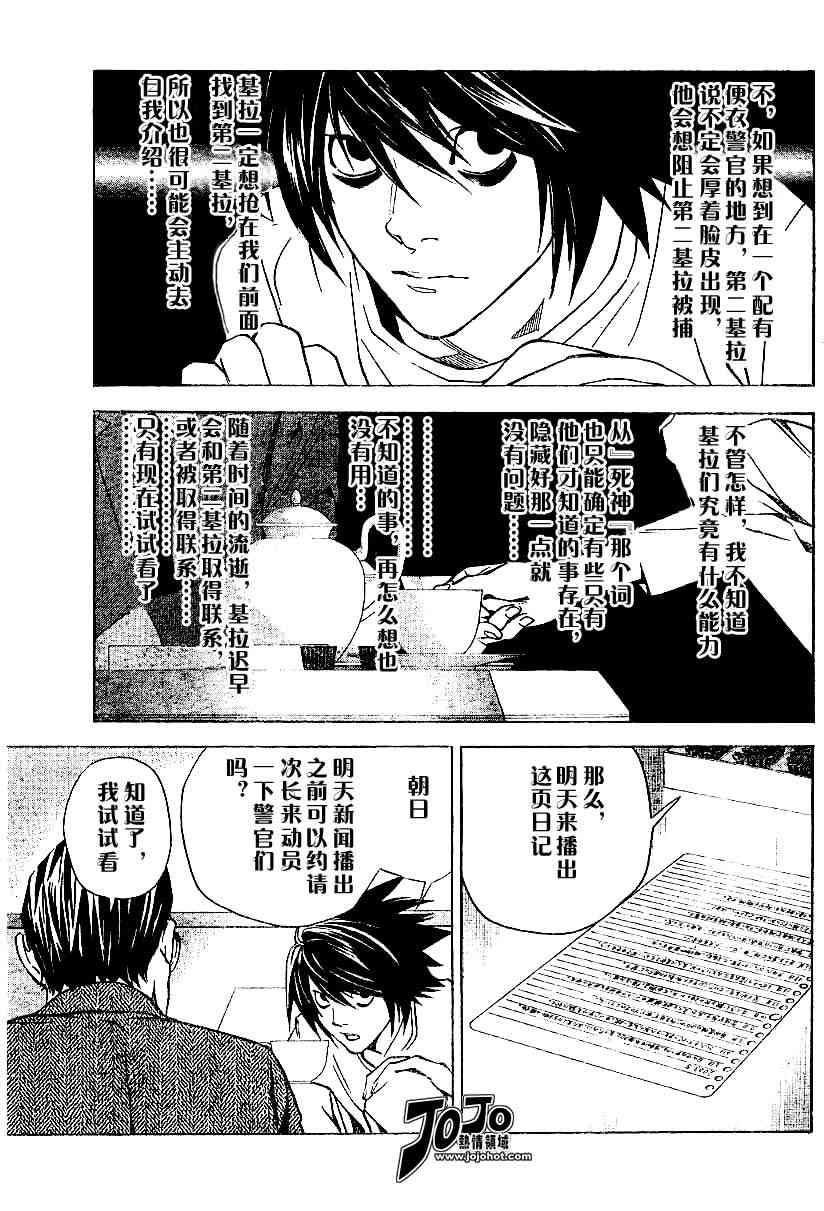 不，如果想到在一个配有
便衣警官的地方，第二基拉
说不定会厚着脸皮出现，
他会想阻止第二基拉被捕
基拉一定想抢在我们前面
找到第二基拉，
所以也很可能会主动去
自我介绍……
不管怎样，我不知道
基拉们究竟有什么能力
从『死神『那个词
也只能确定有些只有
他们才知道的事存在，
隐藏好那一点就
没有问题……
…………………
…………………
不知道的事，再怎么想也
没有用…
随着时间的流逝，基拉迟早
会和第二基拉取得联系，
或者被取得联系……
……只有现在试试看了
……………………
那么，
明天来播出
这页日记
朝日
明天新闻播出
之前可以约请
次长来动员
一下警官们
吗？
知道了，
我试试看
JOJO
熱情領域
www.jojohot.com